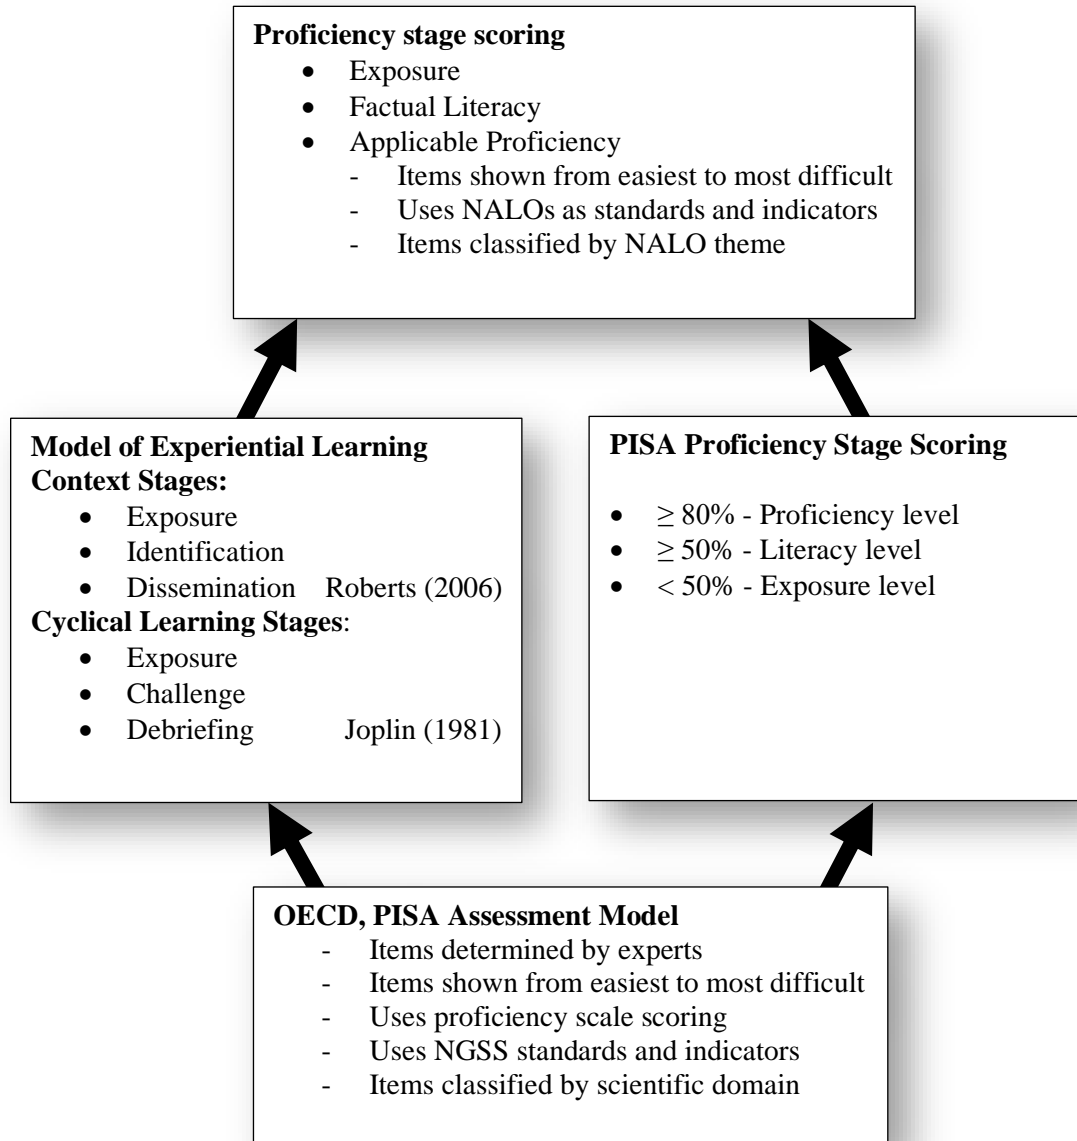 Proficiency stage scoring
• Exposure
• Factual Literacy
• Applicable Proficiency
- Items shown from easiest to most difficult
- Uses NALOs as standards and indicators
- Items classified by NALO theme
Model of Experiential Learning
Context Stages:
• Exposure
• Identification
• Dissemination Roberts (2006)
Cyclical Learning Stages:
• Exposure
• Challenge
• Debriefing Joplin (1981)
PISA Proficiency Stage Scoring
• ≥ 80% - Proficiency level
• ≥ 50% - Literacy level
• < 50% - Exposure level
OECD, PISA Assessment Model
- Items determined by experts
- Items shown from easiest to most difficult
- Uses proficiency scale scoring
- Uses NGSS standards and indicators
- Items classified by scientific domain